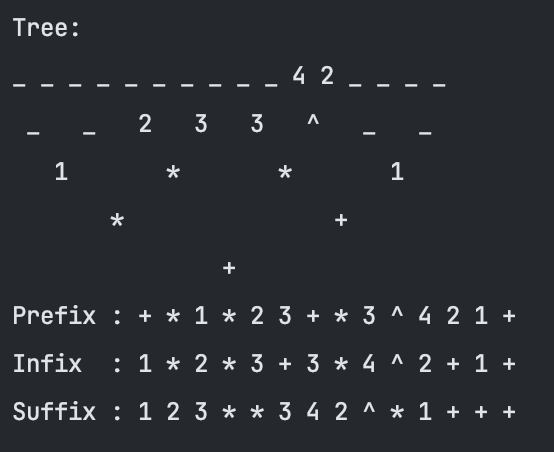 Tree:
_ _ _ _ _ _ _ _ _ _ 4 2 _ _ _ _
_ _ 2 3 3 ^ _ _
1 * * 1
* +
+
Prefix : + * 1 * 2 3 + * 3 ^ 4 2 1 +
Infix : 1 * 2 * 3 + 3 * 4 ^ 2 + 1 +
Suffix : 1 2 3 * * 3 4 2 ^ * 1 + + +